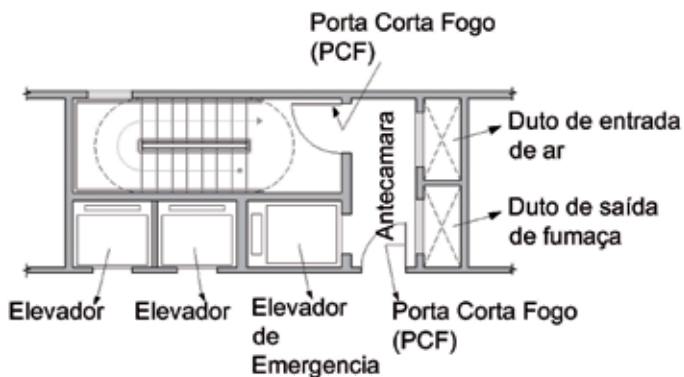 Porta Corta Fogo
(PCF)
Duto de entrada
de ar
Antecamara
Duto de saída
de fumaça
Elevador
Elevador
Elevador
de
Emergencia
Porta Corta Fogo
(PCF)